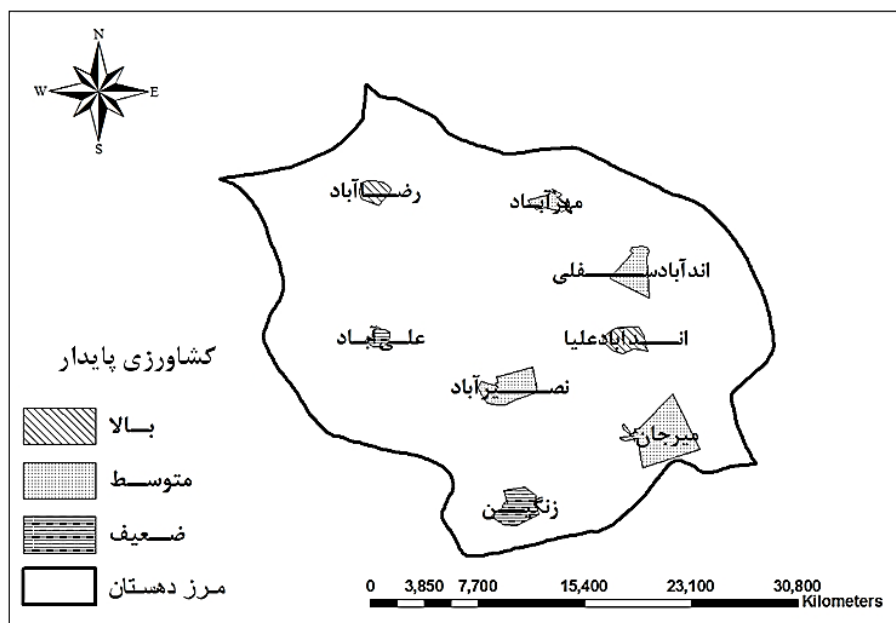 N
W E
S
رضاآباد
مهرآباد
اندآبادسفلی
اندآبادعلیا
علی‌آباد
نصیرآباد
میرجان
زنگین
کشاورزی پایدار
بالا
متوسط
ضعیف
مرز دهستان
0 3,850 7,700 15,400 23,100 30,800
Kilometers